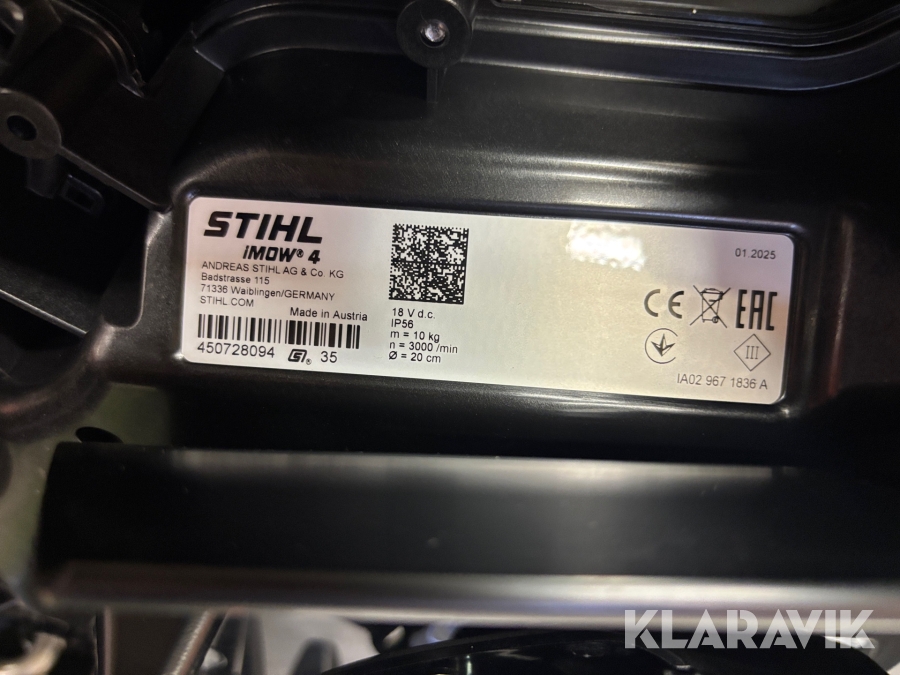 STIHL
iMOW® 4
ANDREAS STIHL AG & Co. KG
Badstrasse 115
71336 Waiblingen/GERMANY
STIHL.COM
Made in Austria
450728094 S® 35
18 V d.c.
IP56
m = 10 kg
n = 3000 /min
Ø = 20 cm
01.2025
CE EAC
III
IA02 967 1836 A
KLARAVIK